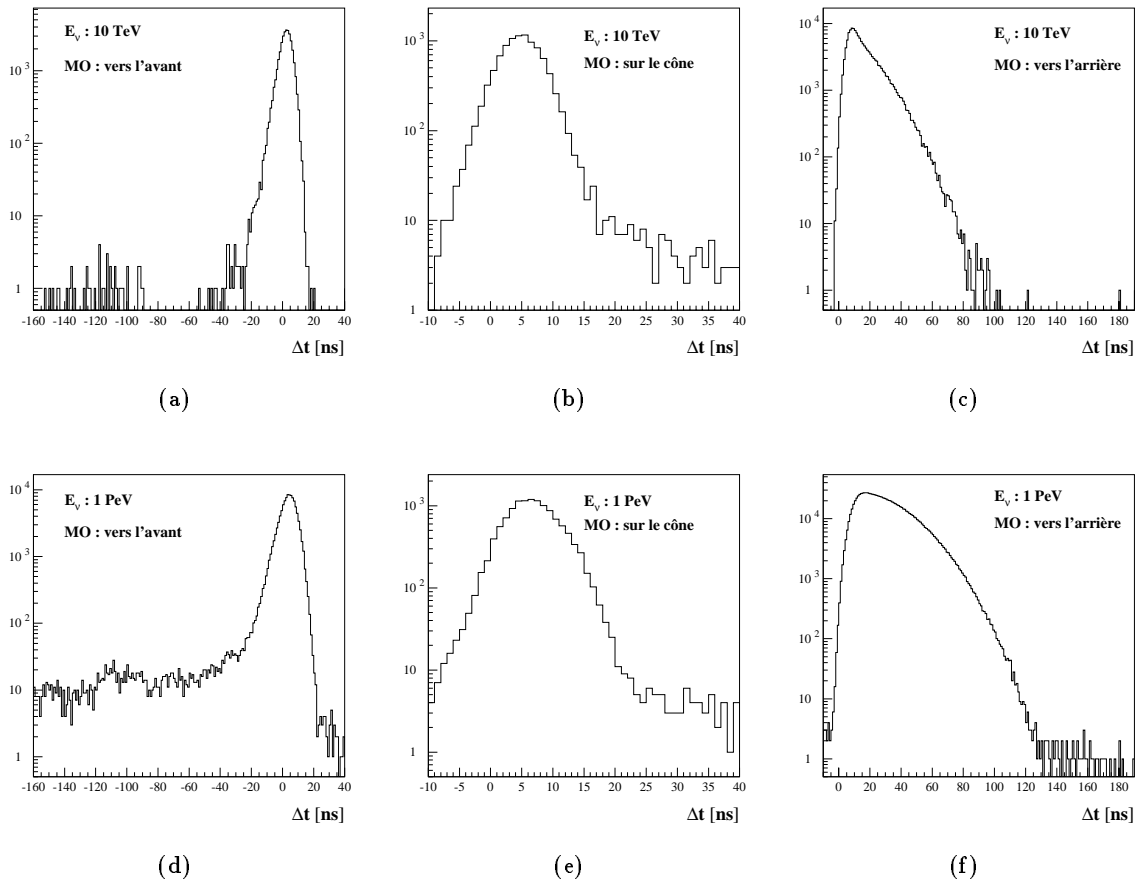 E_ν : 10 TeV
MO : vers l'avant
10^3
10^2
10
1
-160 -140 -120 -100 -80 -60 -40 -20 0 20 40
Δt [ns]
(a)
E_ν : 10 TeV
MO : sur le cône
10^3
10^2
10
1
-10 -5 0 5 10 15 20 25 30 35 40
Δt [ns]
(b)
E_ν : 10 TeV
MO : vers l'arrière
10^4
10^3
10^2
10
1
0 20 40 60 80 100 120 140 160 180
Δt [ns]
(c)
E_ν : 1 PeV
MO : vers l'avant
10^4
10^3
10^2
10
1
-160 -140 -120 -100 -80 -60 -40 -20 0 20 40
Δt [ns]
(d)
E_ν : 1 PeV
MO : sur le cône
10^3
10^2
10
1
-10 -5 0 5 10 15 20 25 30 35 40
Δt [ns]
(e)
E_ν : 1 PeV
MO : vers l'arrière
10^4
10^3
10^2
10
1
0 20 40 60 80 100 120 140 160 180
Δt [ns]
(f)